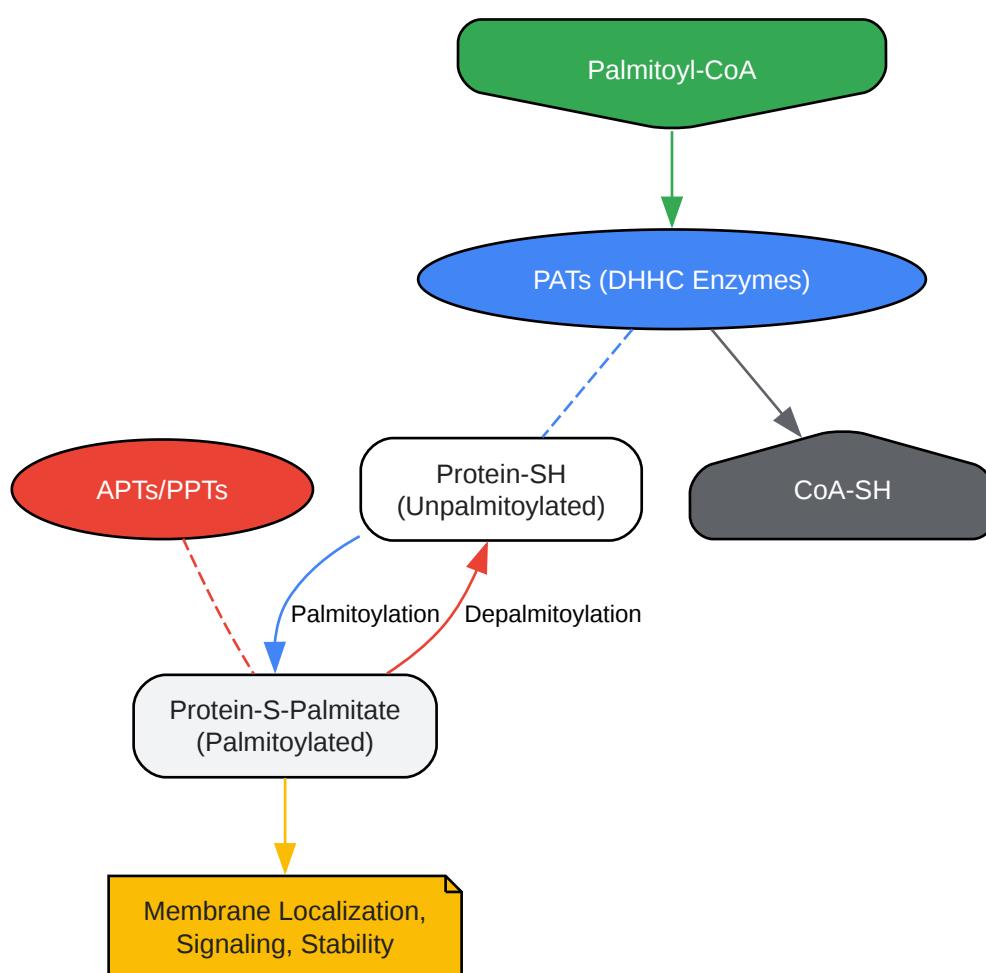 Palmitoyl-CoA
PATs (DHHC Enzymes)
APTs/PPTs
Protein-SH
(Unpalmitoylated)
CoA-SH
Palmitoylation
Depalmitoylation
Protein-S-Palmitate
(Palmitoylated)
Membrane Localization,
Signaling, Stability